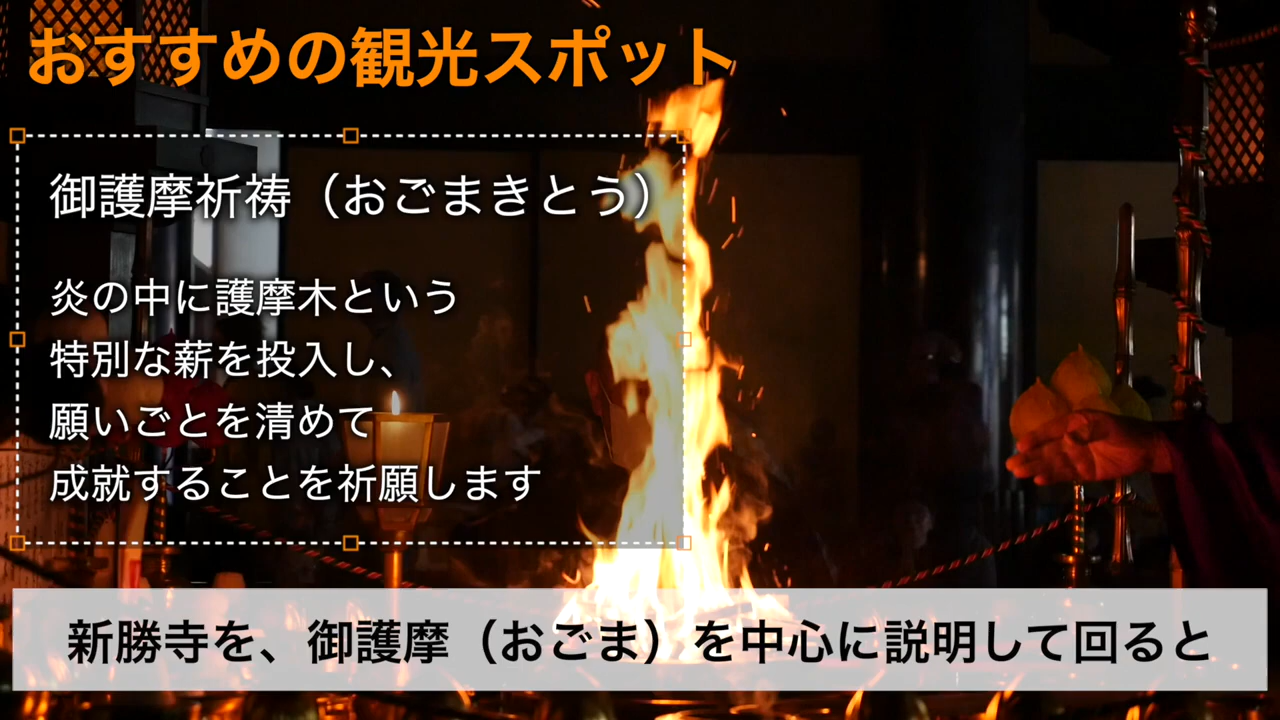 おすすめの観光スポット
御護摩祈祷（おごまきとう）
炎の中に護摩木という
特別な薪を投入し、
願いごとを清めて
成就することを祈願します
新勝寺を、御護摩（おごま）を中心に説明して回ると